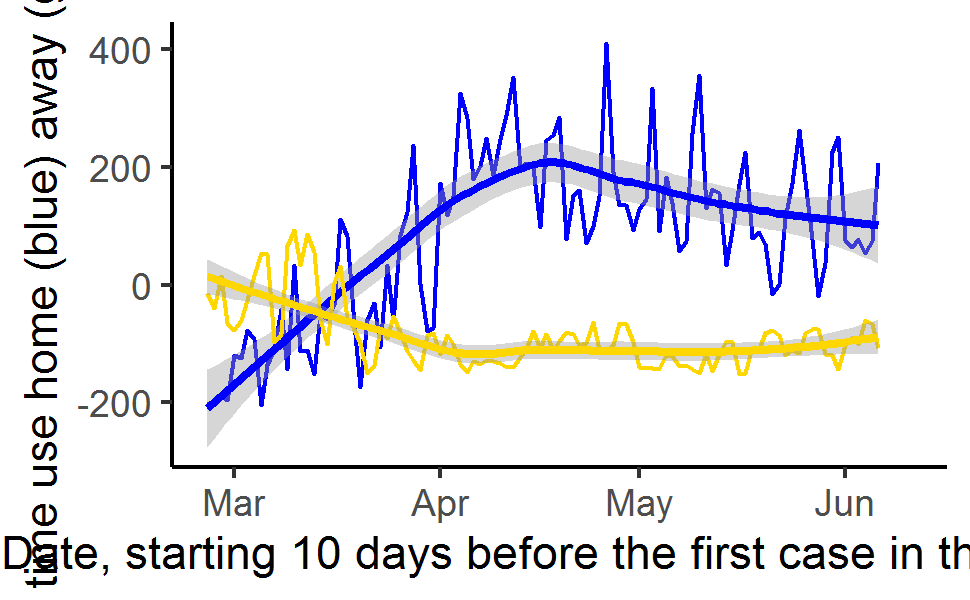 time use home (blue) away (
400
200
0
-200
Mar Apr May Jun
Date, starting 10 days before the first case in th